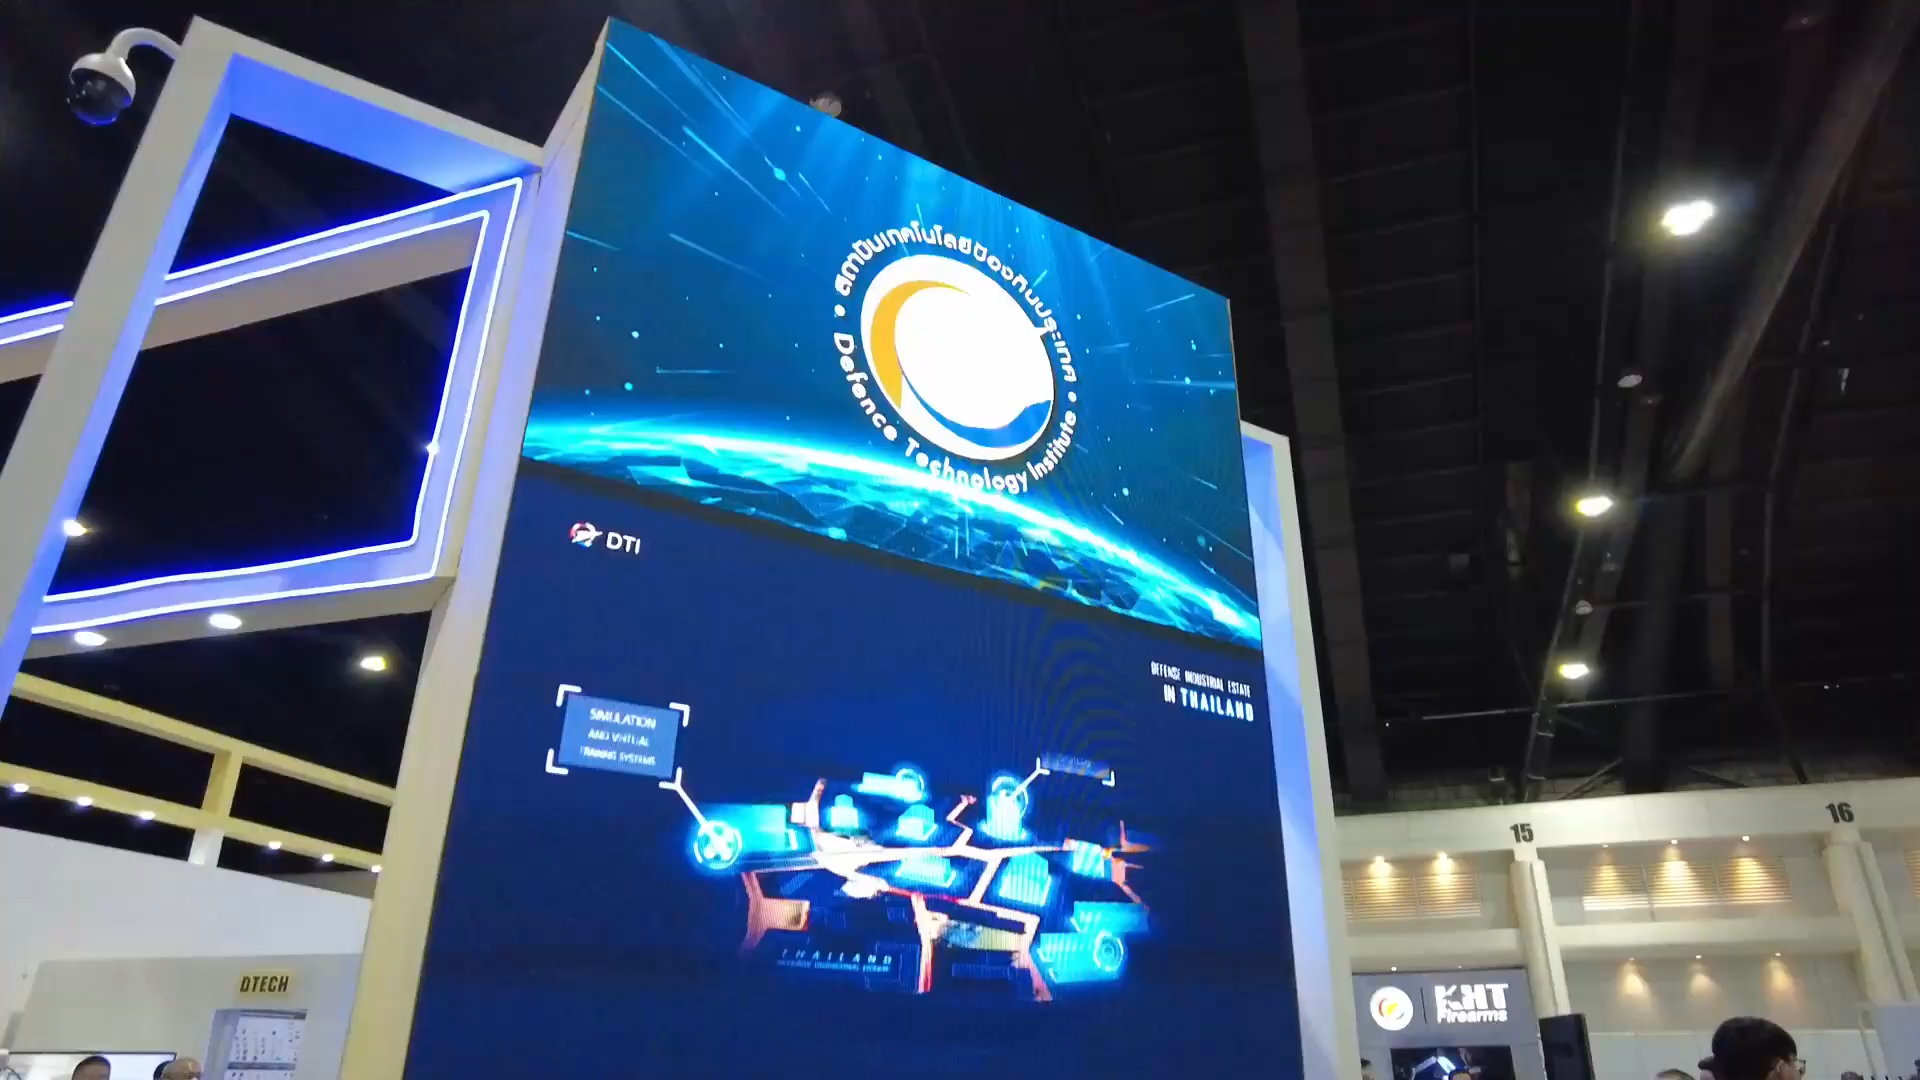 สถาบันเทคโนโลยีป้องกันประเทศ
Defence Technology Institute
DTI
DEFENSE INDUSTRIAL ESTATE
IN THAILAND
SIMULATION
AND VIRTUAL
TRAINING SYSTEMS
THAILAND
15
16
DTECH
KHT
Firearms